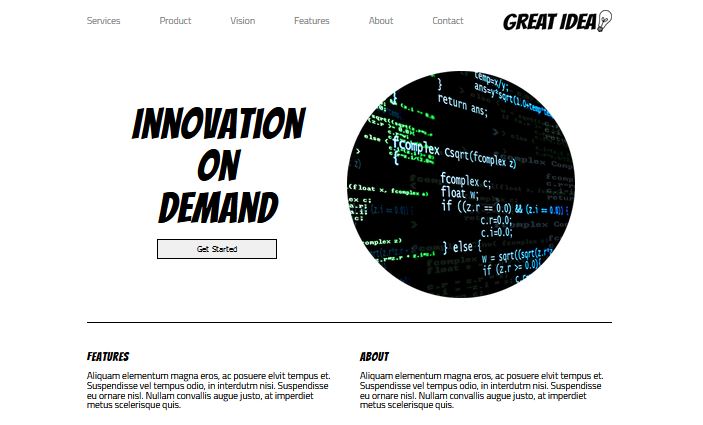 Services Product Vision Features About Contact GREAT IDEA
INNOVATION
ON
DEMAND
Get Started
temp=x/y;
}
return ans;
fcomplex Csqrt(fcomplex z)
{
fcomplex c;
float w;
if ((z.r == 0.0) && (z.i == 0.0)) {
c.r=0.0;
c.i=0.0;
} else {
w = sqrt((sqrt(z.r*z
if (z.r >= 0.0){
FEATURES
Aliquam elementum magna eros, ac posuere elvit tempus et.
Suspendisse vel tempus odio, in interdutm nisi. Suspendisse
eu ornare nisl. Nullam convallis augue justo, at imperdiet
metus scelerisque quis.
ABOUT
Aliquam elementum magna eros, ac posuere elvit tempus et.
Suspendisse vel tempus odio, in interdutm nisi. Suspendisse
eu ornare nisl. Nullam convallis augue justo, at imperdiet
metus scelerisque quis.